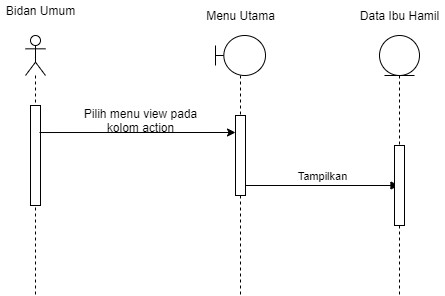 Bidan Umum
Menu Utama
Data Ibu Hamil
Pilih menu view pada
kolom action
Tampilkan